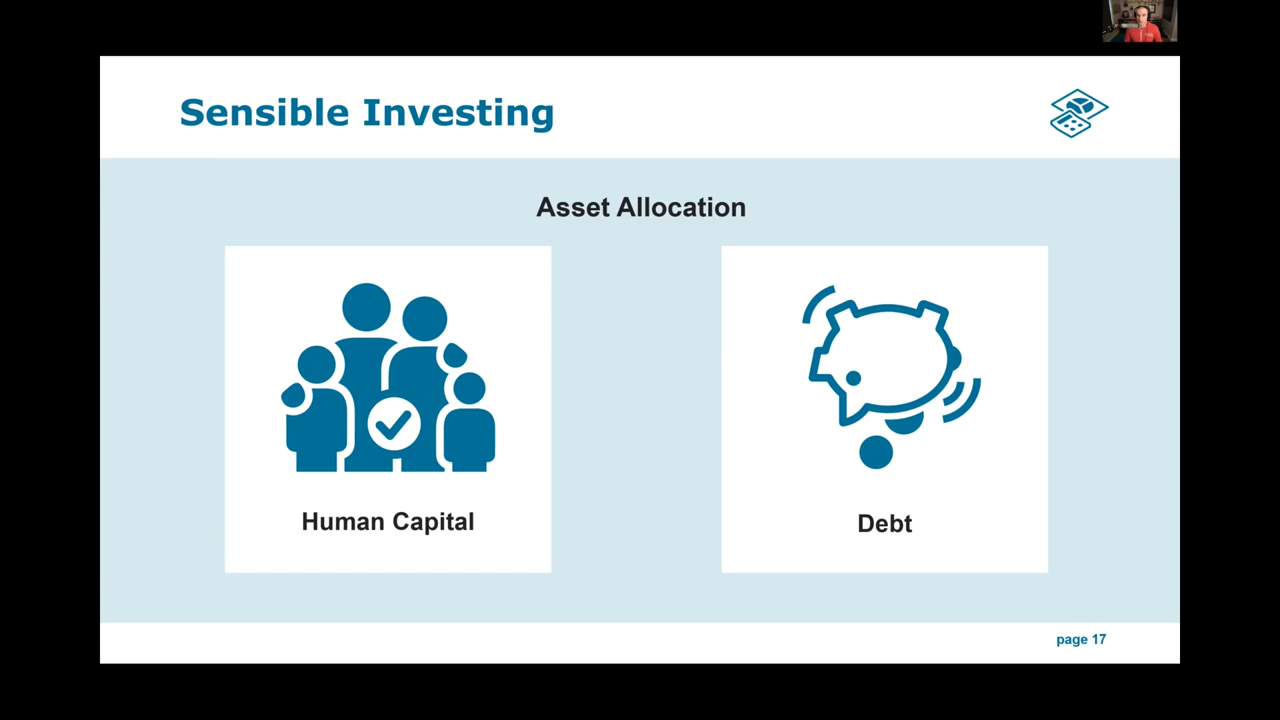 Sensible Investing
Asset Allocation
Human Capital
Debt
page 17